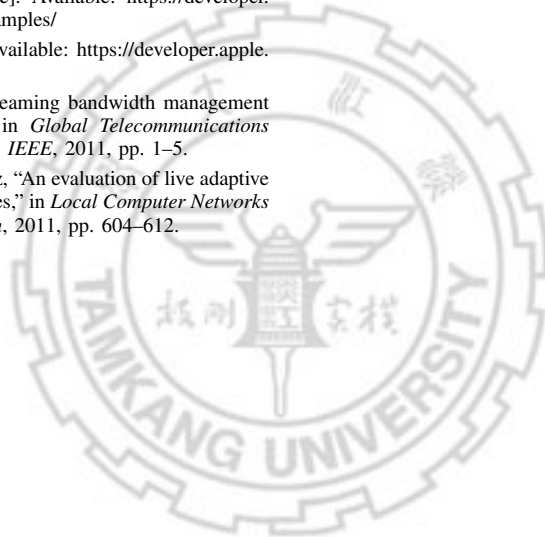 e]. Available: https://developer.
amples/
vailable: https://developer.apple.
eaming bandwidth management
in Global Telecommunications
IEEE, 2011, pp. 1–5.
z, “An evaluation of live adaptive
es,” in Local Computer Networks
, 2011, pp. 604–612.
TAMKANG UNIVERSITY